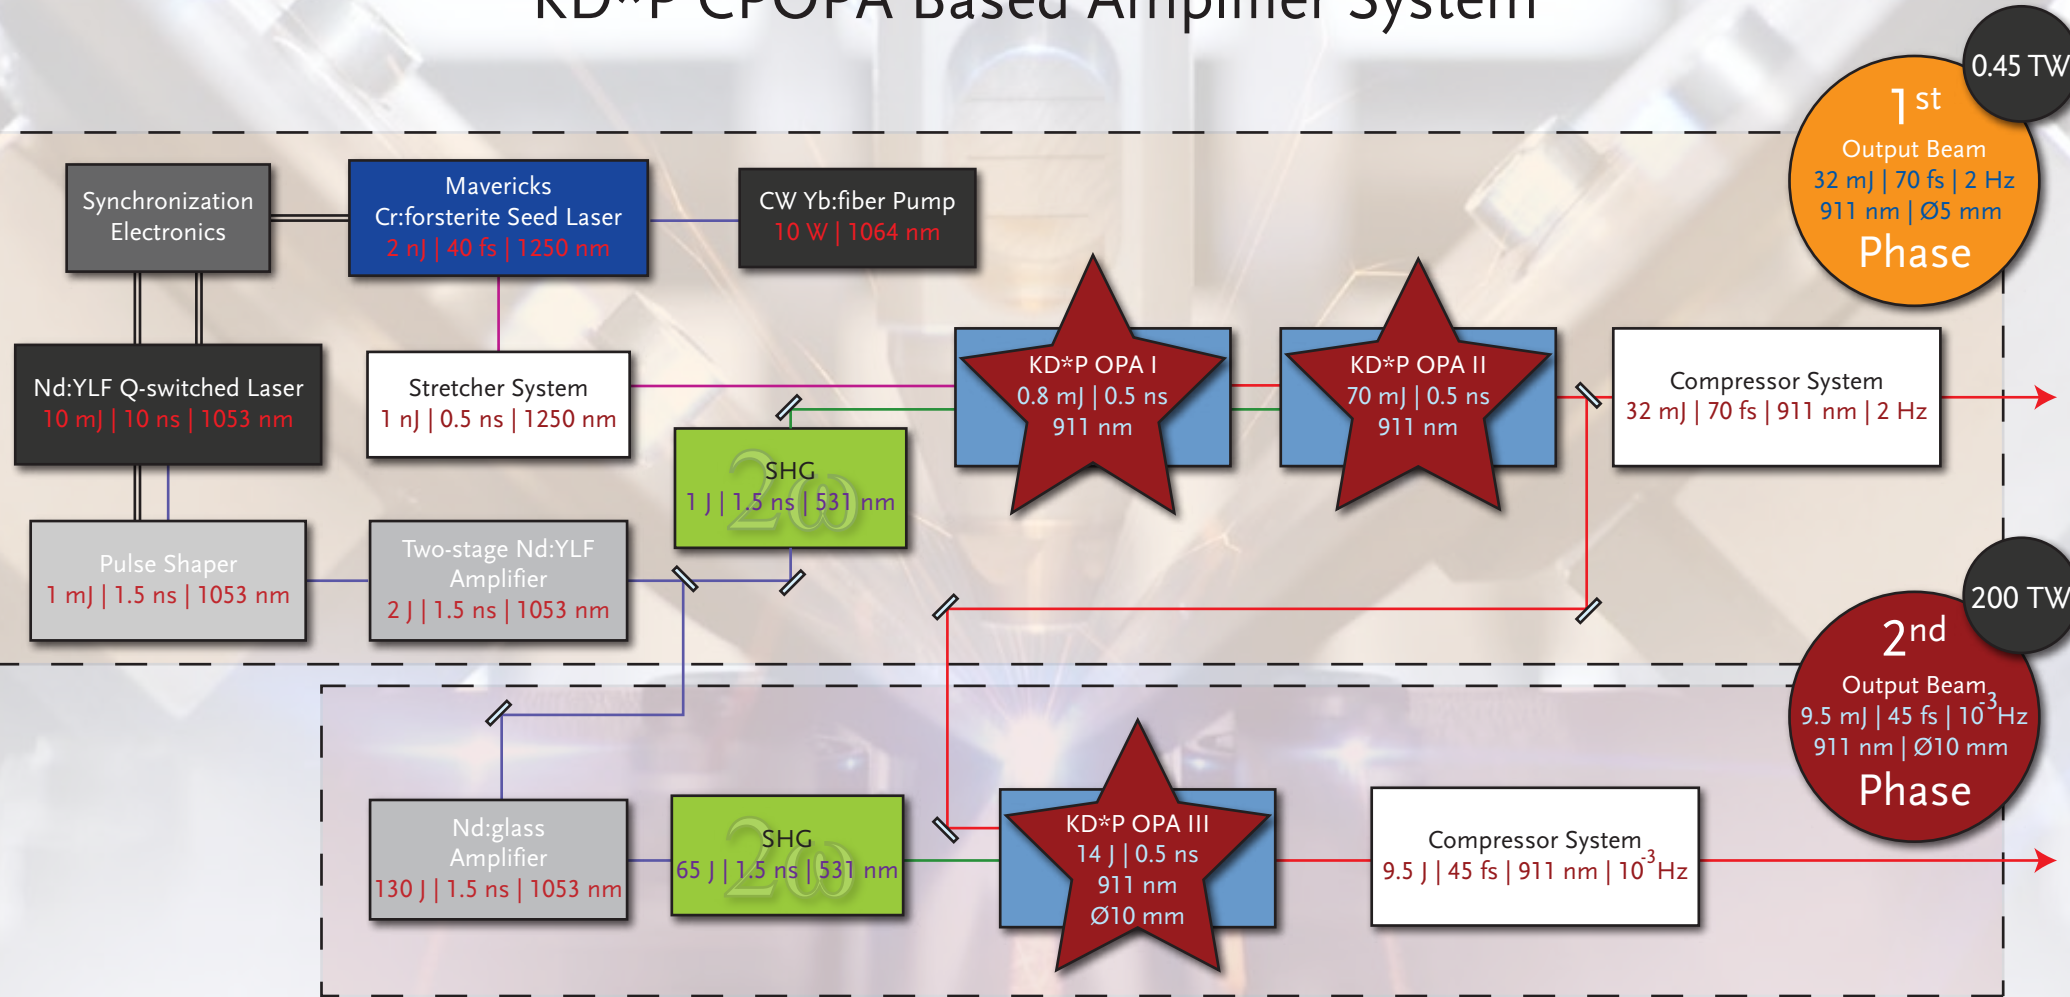 KD*P CPOPA Based Amplifier System
0.45 TW
1st
Output Beam
32 mJ | 70 fs | 2 Hz
911 nm | Ø5 mm
Phase
Synchronization
Electronics
Mavericks
Cr:forsterite Seed Laser
2 nJ | 40 fs | 1250 nm
CW Yb:fiber Pump
10 W | 1064 nm
Nd:YLF Q-switched Laser
10 mJ | 10 ns | 1053 nm
Stretcher System
1 nJ | 0.5 ns | 1250 nm
KD*P OPA I
0.8 mJ | 0.5 ns
911 nm
KD*P OPA II
70 mJ | 0.5 ns
911 nm
Compressor System
32 mJ | 70 fs | 911 nm | 2 Hz
2ω
SHG
1 J | 1.5 ns | 531 nm
Pulse Shaper
1 mJ | 1.5 ns | 1053 nm
Two-stage Nd:YLF
Amplifier
2 J | 1.5 ns | 1053 nm
200 TW
2nd
Output Beam
9.5 mJ | 45 fs | 10⁻³Hz
911 nm | Ø10 mm
Phase
Nd:glass
Amplifier
130 J | 1.5 ns | 1053 nm
2ω
SHG
65 J | 1.5 ns | 531 nm
KD*P OPA III
14 J | 0.5 ns
911 nm
Ø10 mm
Compressor System
9.5 J | 45 fs | 911 nm | 10⁻³Hz